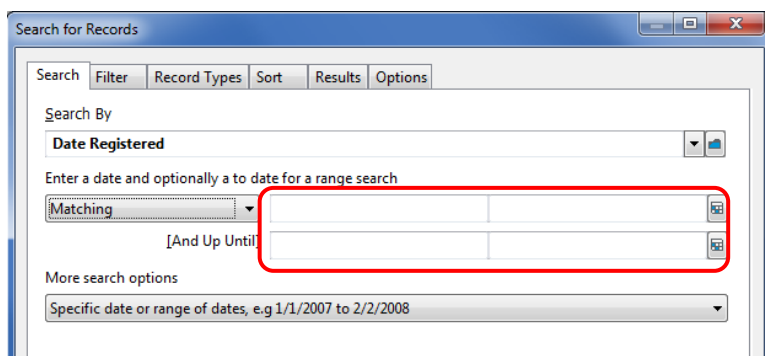 Search for Records
Search Filter Record Types Sort Results Options
Search By
Date Registered
Enter a date and optionally a to date for a range search
Matching
[And Up Until]
More search options
Specific date or range of dates, e.g 1/1/2007 to 2/2/2008